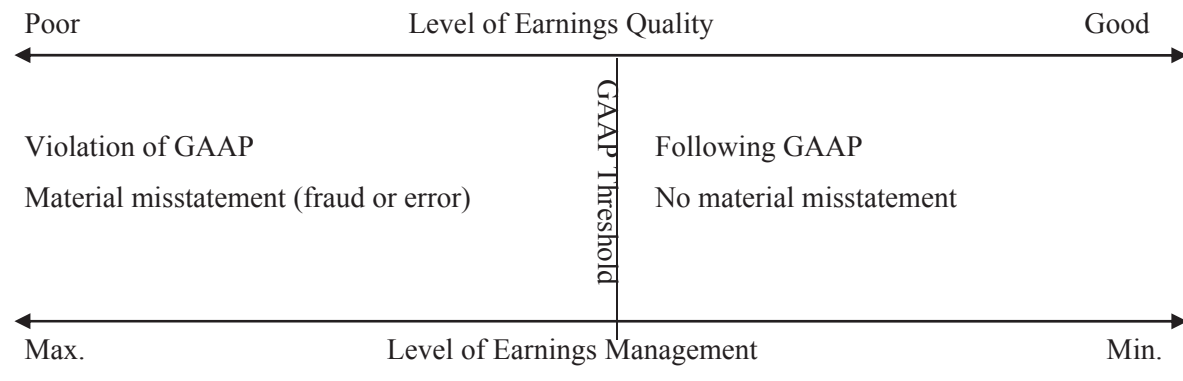 Poor Level of Earnings Quality Good
GAAP Threshold
Violation of GAAP Following GAAP
Material misstatement (fraud or error) No material misstatement
Max. Level of Earnings Management Min.